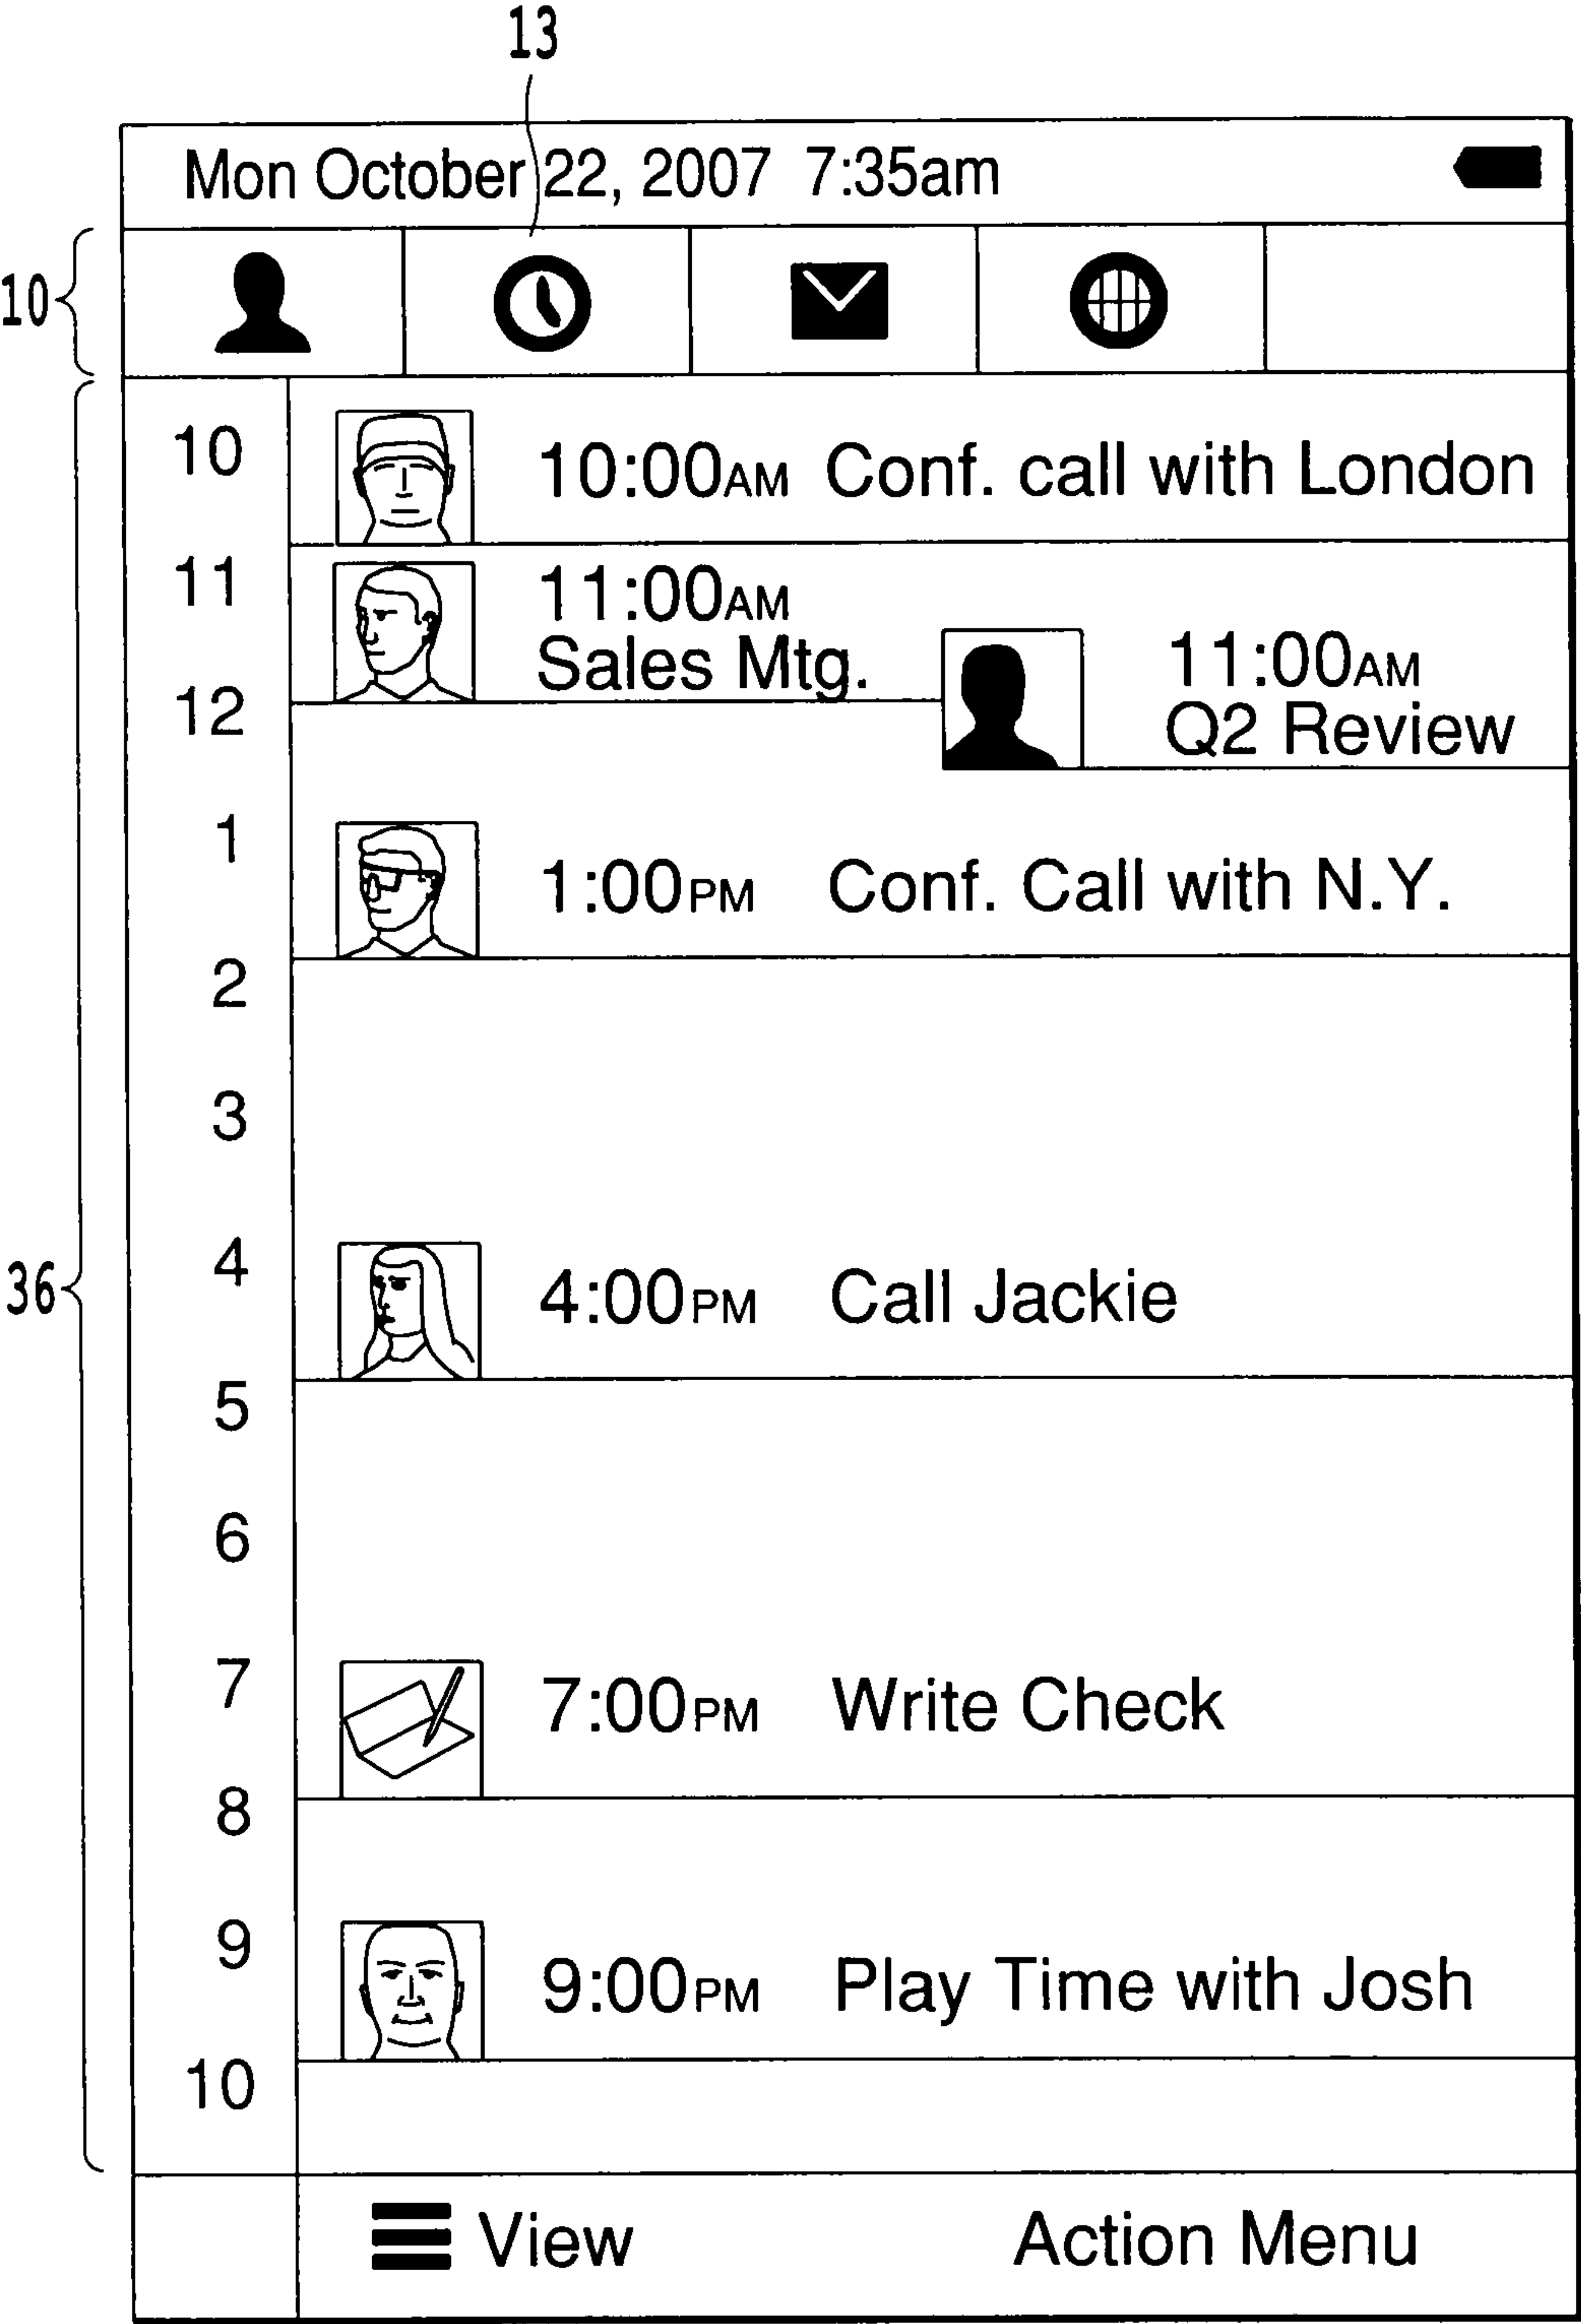 13
Mon October 22, 2007 7:35am
10
10
10:00AM Conf. call with London
11
11:00AM
Sales Mtg.
11:00AM
Q2 Review
12
1
1:00PM Conf. Call with N.Y.
2
3
36
4
4:00PM Call Jackie
5
6
7
7:00PM Write Check
8
9
9:00PM Play Time with Josh
10
View Action Menu